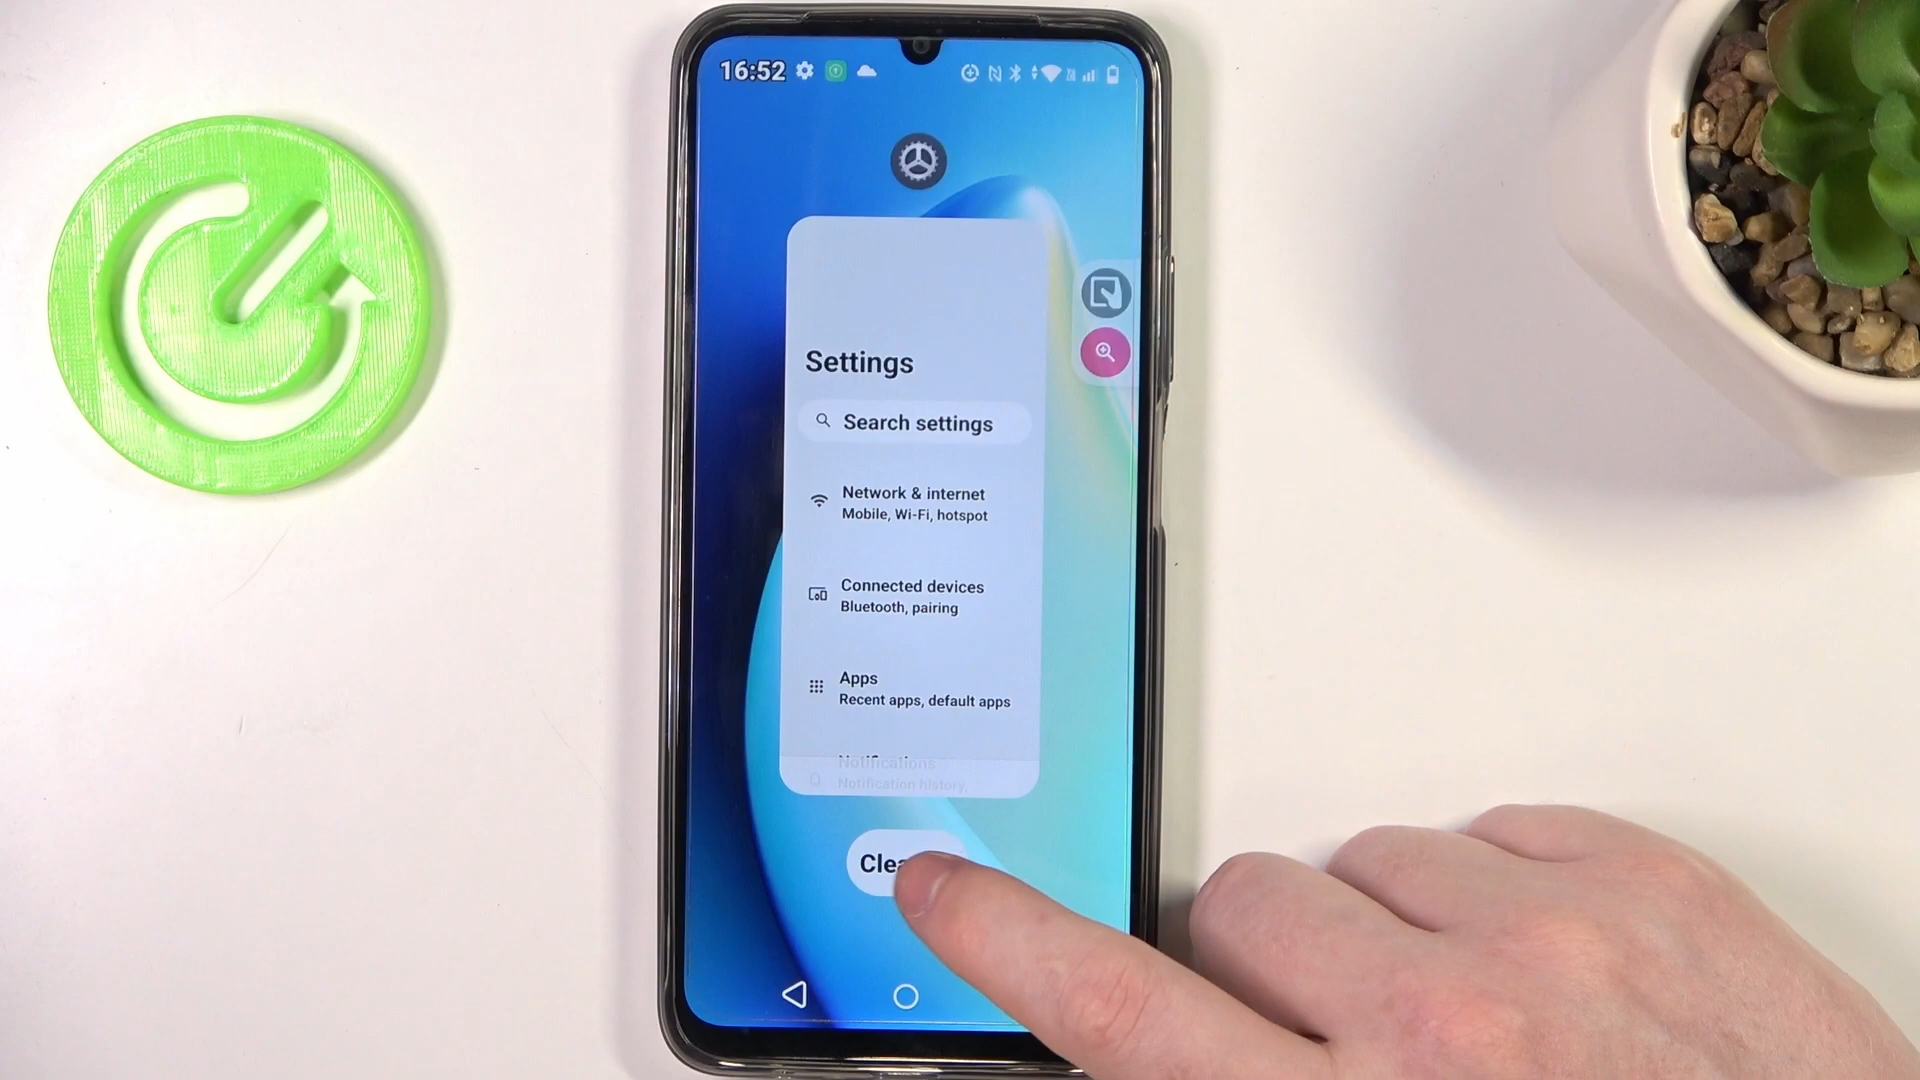 16:52
Settings
Search settings
Network & internet
Mobile, Wi-Fi, hotspot
Connected devices
Bluetooth, pairing
Apps
Recent apps, default apps
Notifications
Notification history,